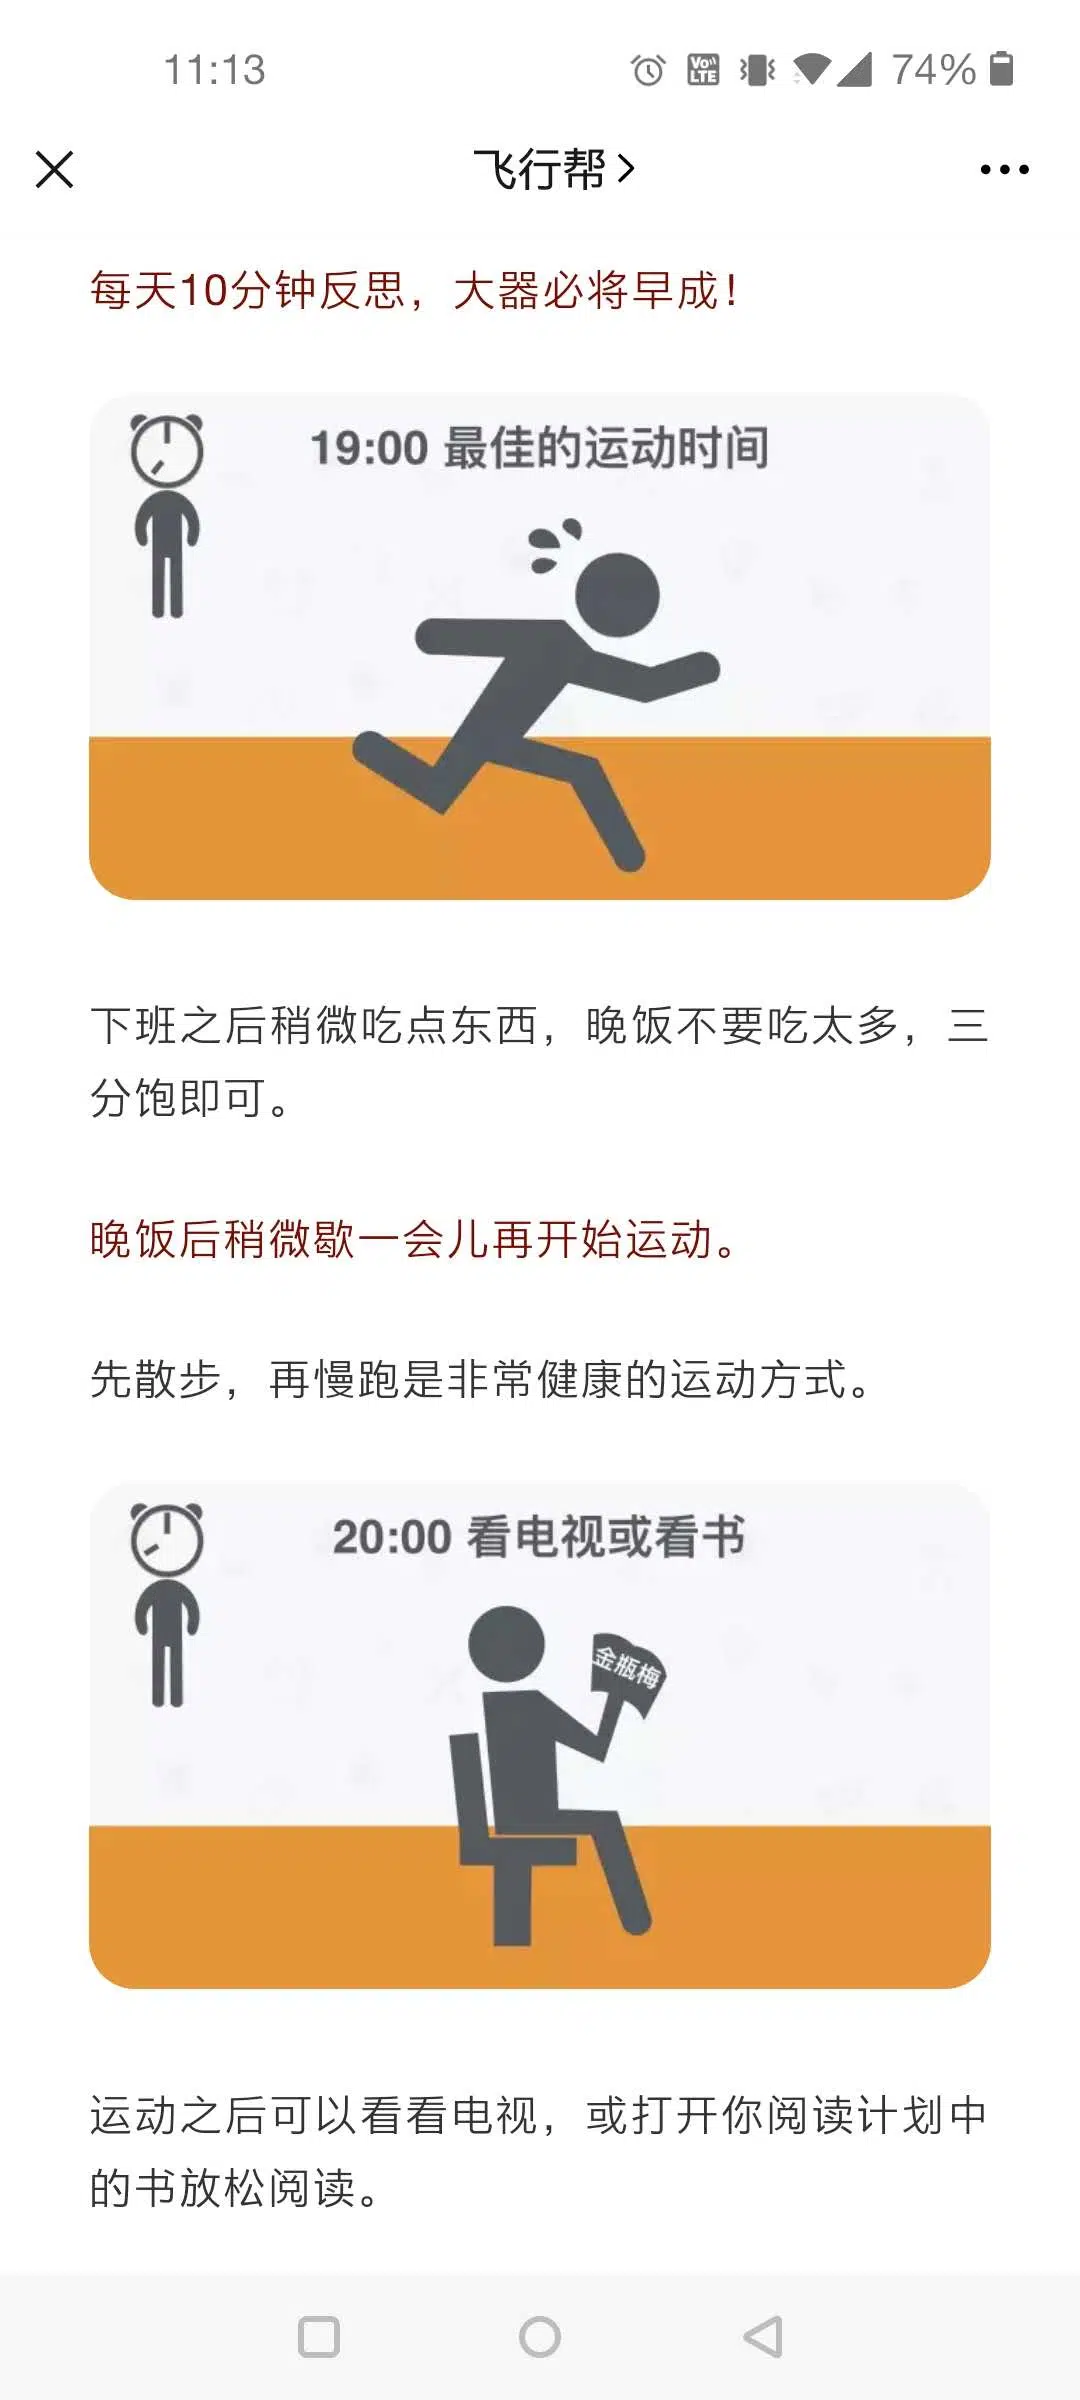 11:13
Vo LTE
74%
飞行帮
每天10分钟反思，大器必将早成！
19:00 最佳的运动时间
下班之后稍微吃点东西，晚饭不要吃太多，三
分饱即可。
晚饭后稍微歇一会儿再开始运动。
先散步，再慢跑是非常健康的运动方式。
20:00 看电视或看书
金瓶梅
运动之后可以看看电视，或打开你阅读计划中
的书放松阅读。